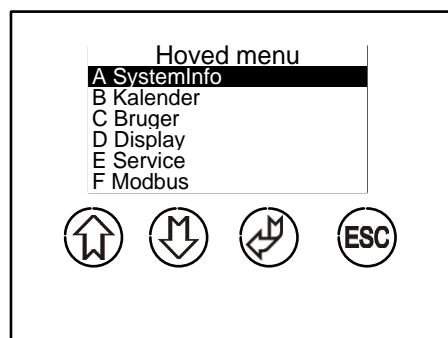 Hoved menu
A SystemInfo
B Kalender
C Bruger
D Display
E Service
F Modbus
ESC